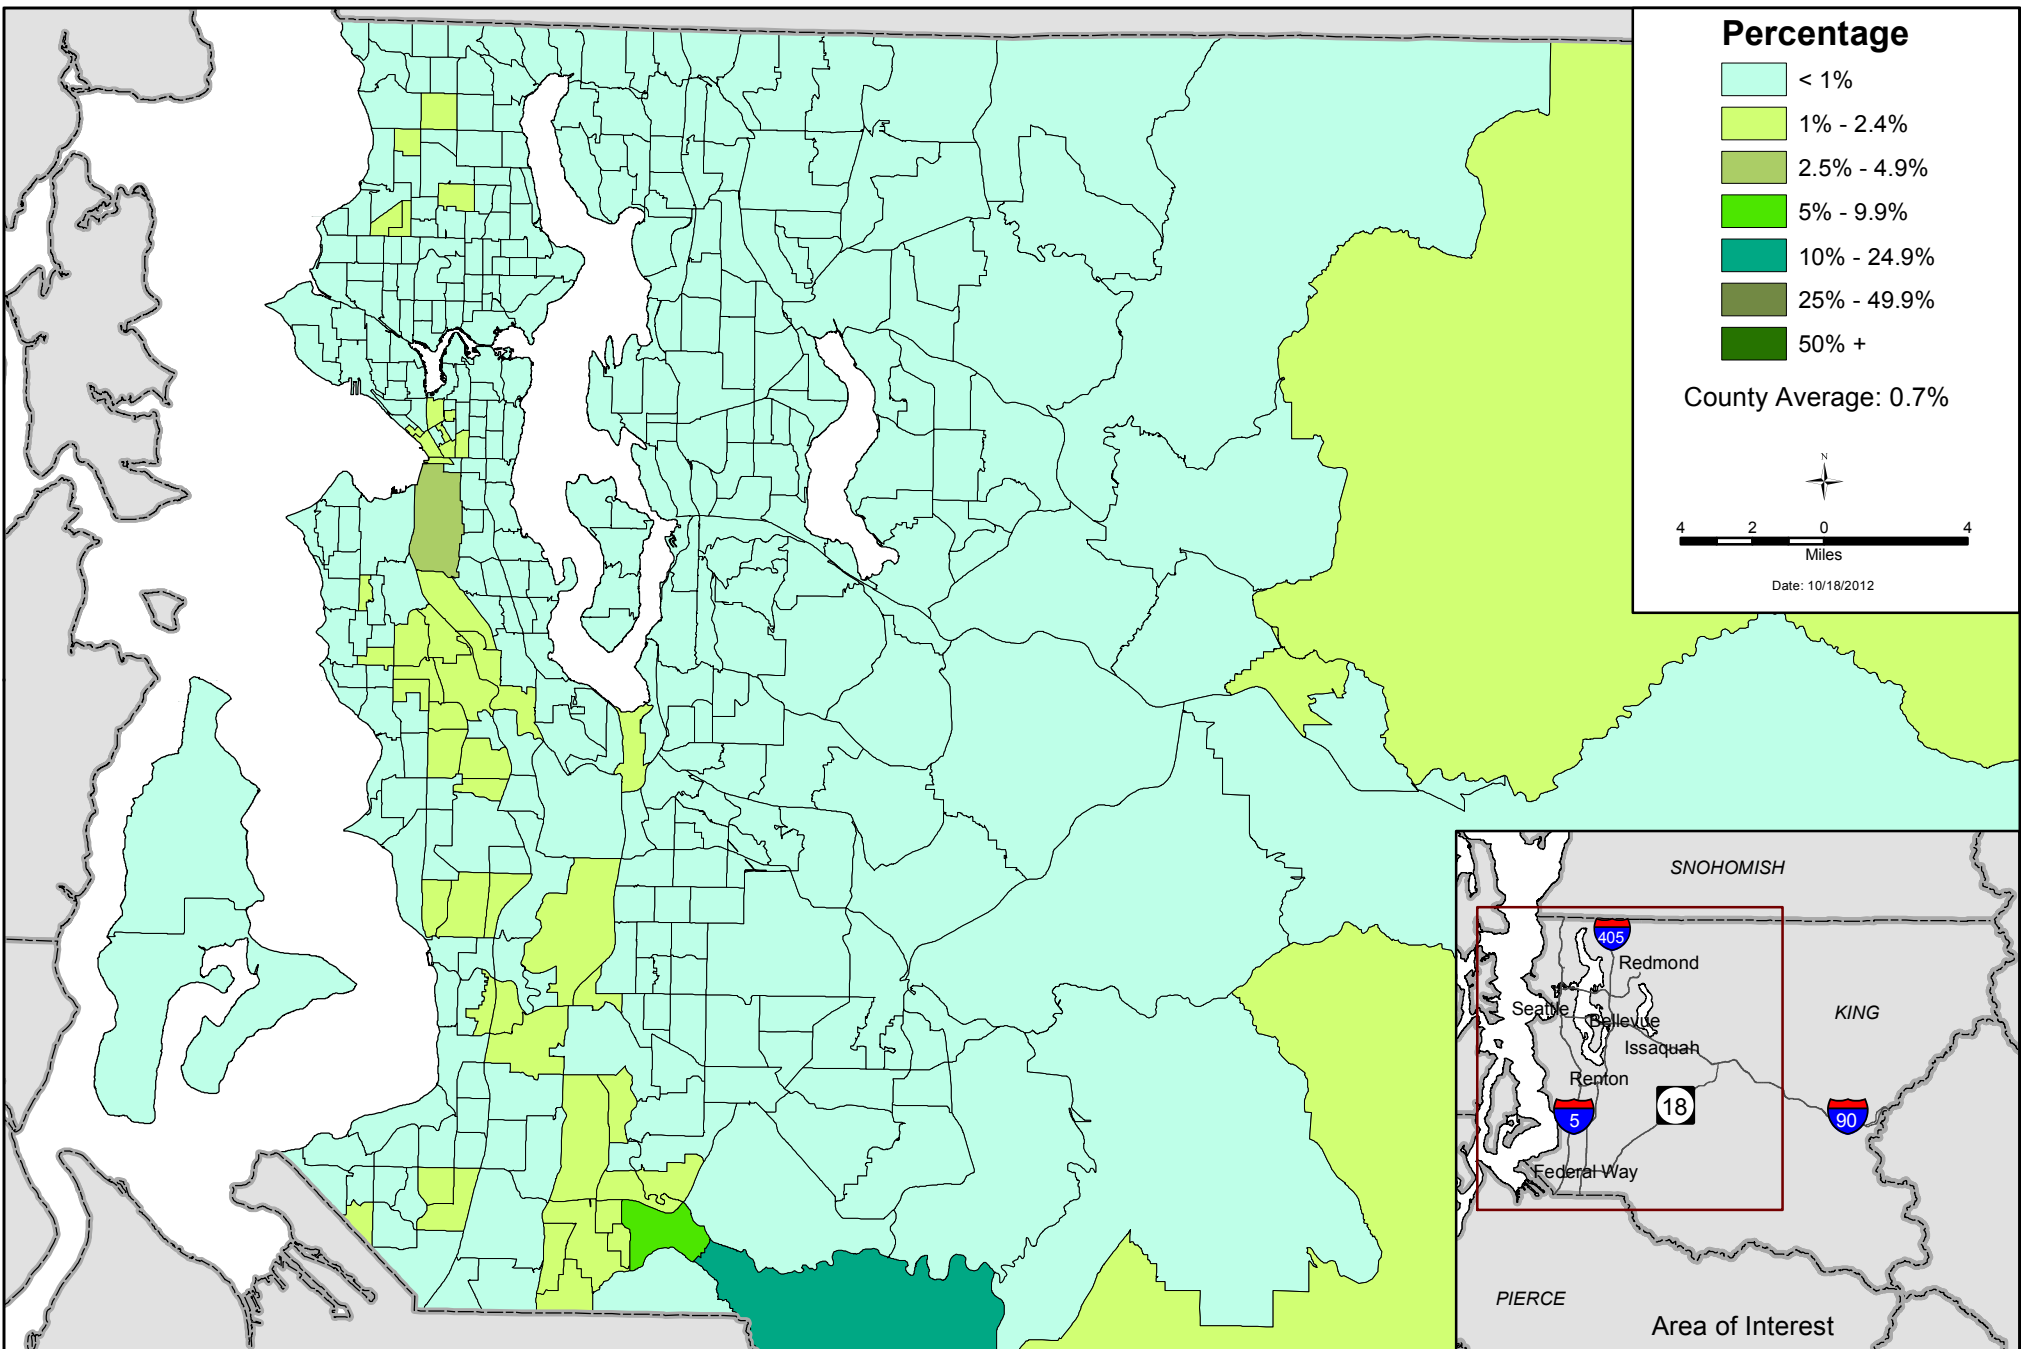 Percentage
< 1%
1% - 2.4%
2.5% - 4.9%
5% - 9.9%
10% - 24.9%
25% - 49.9%
50% +
County Average: 0.7%
N
4 2 0 4
Miles
Date: 10/18/2012
SNOHOMISH
405
Redmond
Seattle
KING
Bellevue
Issaquah
Renton
18
5
90
Federal Way
PIERCE
Area of Interest